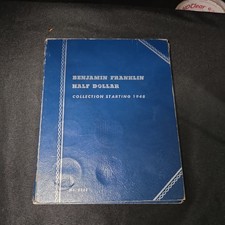 BENJAMIN FRANKLIN
HALF DOLLAR
COLLECTION STARTING 1948